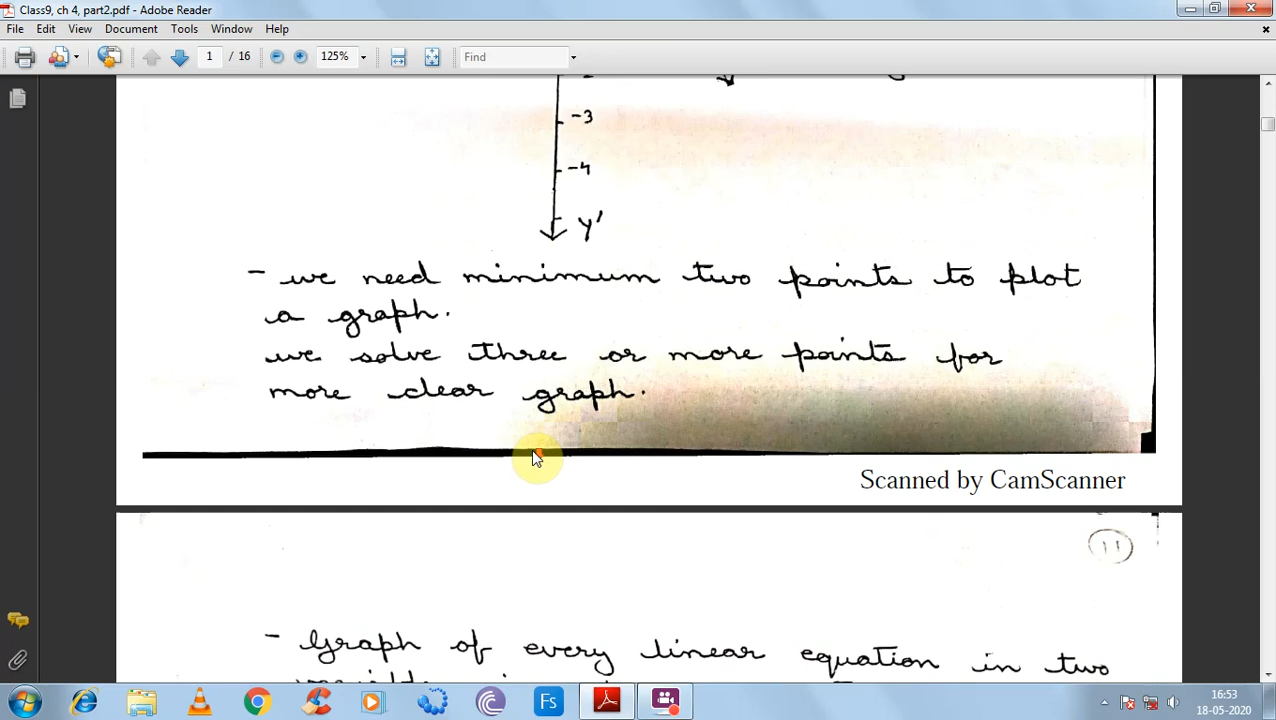 Class9, ch 4, part2.pdf - Adobe Reader
File Edit View Document Tools Window Help
1 / 16 125% Find
-3
-4
Y'
- we need minimum two points to plot
a graph.
we solve three or more points for
more clear graph.
Scanned by CamScanner
11
- Graph of every linear equation in two
Fs
16:53
18-05-2020